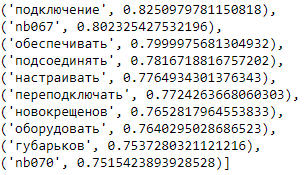 ('подключение', 0.8250979781150818),
('nb067', 0.802325427532196),
('обеспечивать', 0.7999975681304932),
('подсоединять', 0.7816718816757202),
('настраивать', 0.7764934301376343),
('переподключать', 0.7724263668060303),
('новокрещенов', 0.7652817964553833),
('оборудовать', 0.7640295028686523),
('губарьков', 0.7537280321121216),
('nb070', 0.7515423893928528)]